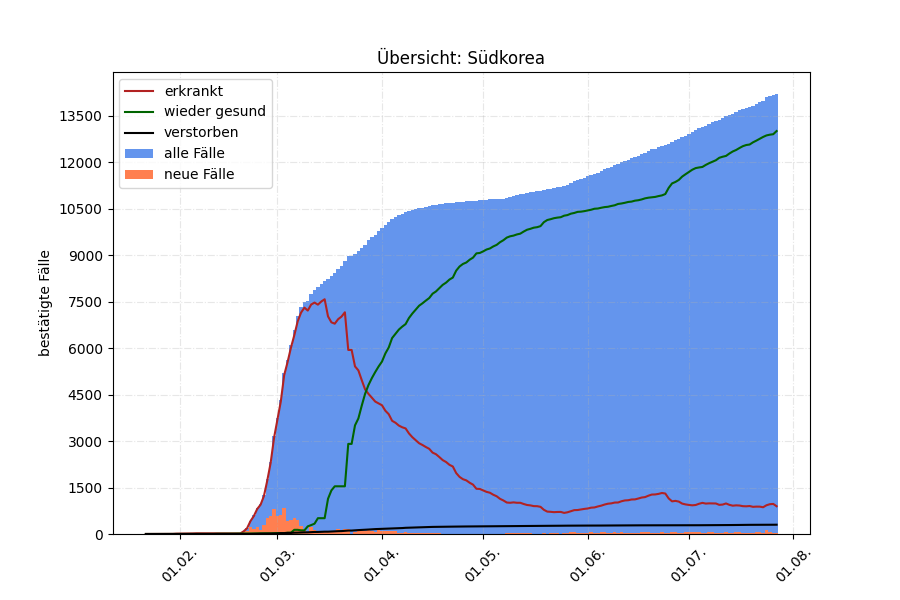 Übersicht: Südkorea
erkrankt
wieder gesund
verstorben
alle Fälle
neue Fälle
bestätigte Fälle
13500
12000
10500
9000
7500
6000
4500
3000
1500
0
01.02.
01.03.
01.04.
01.05.
01.06.
01.07.
01.08.